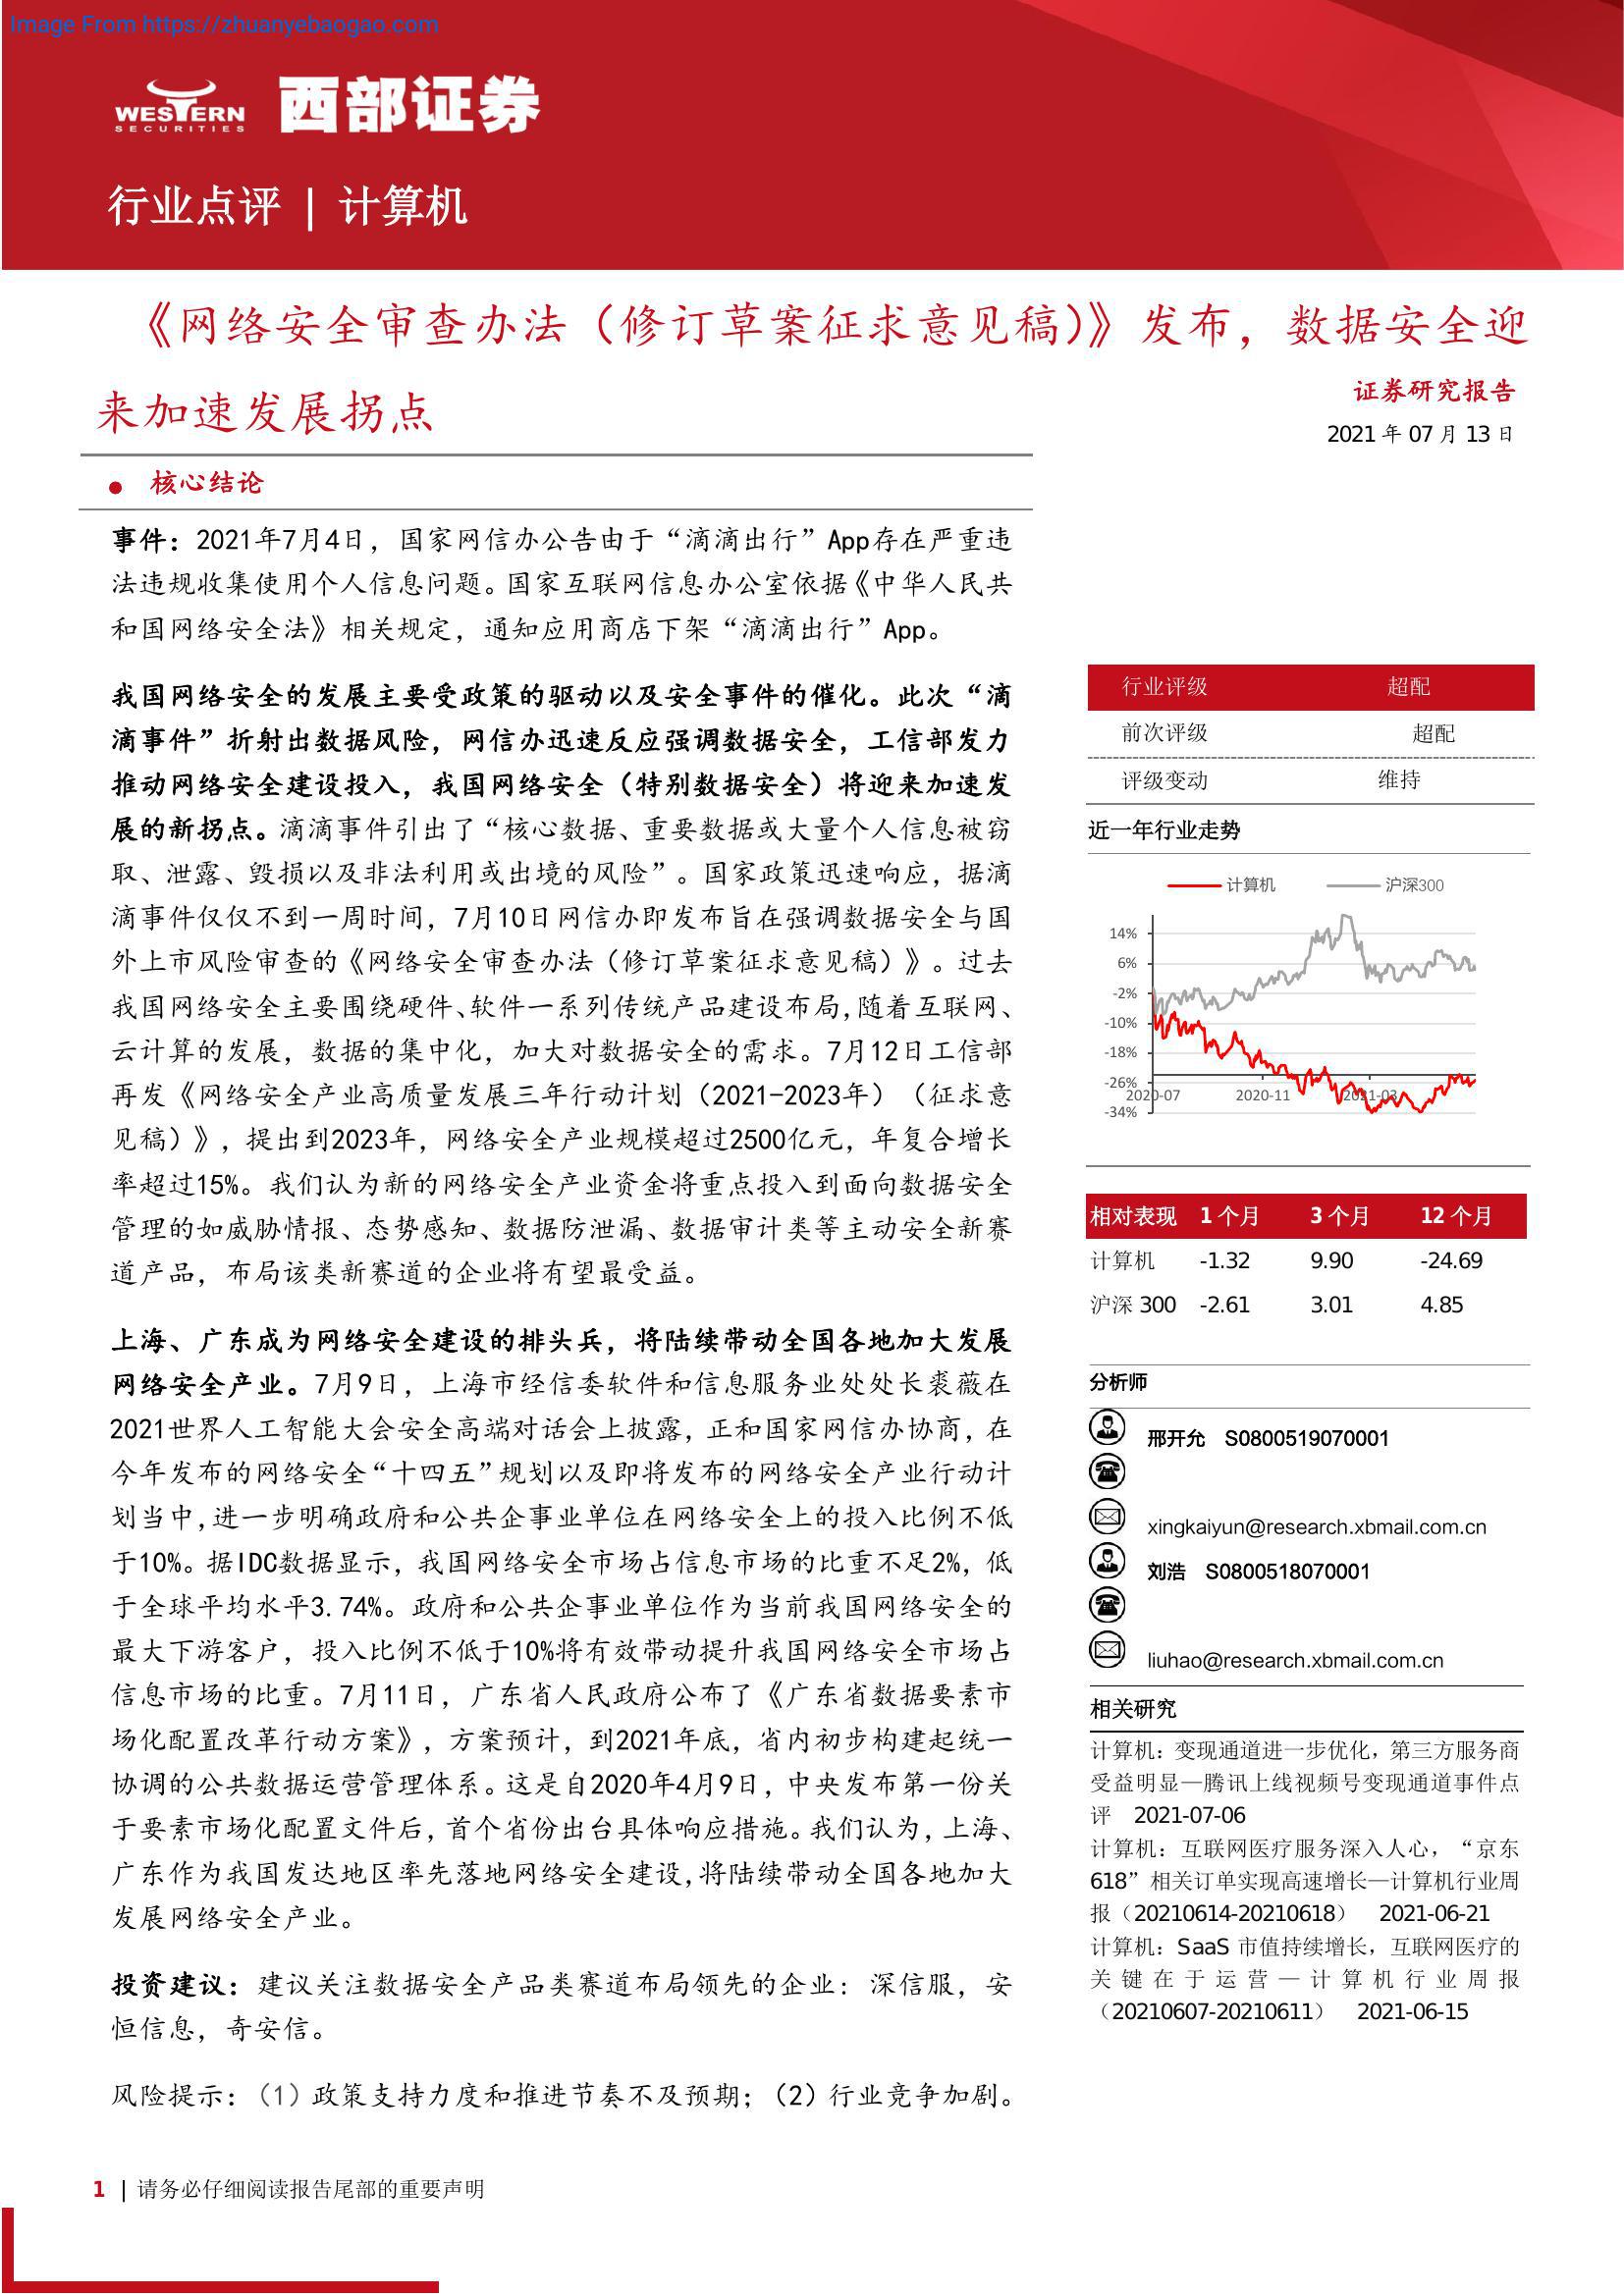 Image From https://zhuanyebaogao.com
WESTERN
SECURITIES
西部证券
行业点评 | 计算机
《网络安全审查办法（修订草案征求意见稿）》发布，数据安全迎
来加速发展拐点
证券研究报告
2021 年 07 月 13 日
● 核心结论
事件：2021年7月4日，国家网信办公告由于“滴滴出行”App存在严重违
法违规收集使用个人信息问题。国家互联网信息办公室依据《中华人民共
和国网络安全法》相关规定，通知应用商店下架“滴滴出行”App。
我国网络安全的发展主要受政策的驱动以及安全事件的催化。此次“滴
滴事件”折射出数据风险，网信办迅速反应强调数据安全，工信部发力
推动网络安全建设投入，我国网络安全（特别数据安全）将迎来加速发
展的新拐点。滴滴事件引出了“核心数据、重要数据或大量个人信息被窃
取、泄露、毁损以及非法利用或出境的风险”。国家政策迅速响应，据滴
滴事件仅仅不到一周时间，7月10日网信办即发布旨在强调数据安全与国
外上市风险审查的《网络安全审查办法（修订草案征求意见稿）》。过去
我国网络安全主要围绕硬件、软件一系列传统产品建设布局,随着互联网、
云计算的发展，数据的集中化，加大对数据安全的需求。7月12日工信部
再发《网络安全产业高质量发展三年行动计划（2021-2023年）（征求意
见稿）》，提出到2023年，网络安全产业规模超过2500亿元，年复合增长
率超过15%。我们认为新的网络安全产业资金将重点投入到面向数据安全
管理的如威胁情报、态势感知、数据防泄漏、数据审计类等主动安全新赛
道产品，布局该类新赛道的企业将有望最受益。
上海、广东成为网络安全建设的排头兵，将陆续带动全国各地加大发展
网络安全产业。7月9日，上海市经信委软件和信息服务业处处长裘薇在
2021世界人工智能大会安全高端对话会上披露，正和国家网信办协商，在
今年发布的网络安全“十四五”规划以及即将发布的网络安全产业行动计
划当中,进一步明确政府和公共企事业单位在网络安全上的投入比例不低
于10%。据IDC数据显示，我国网络安全市场占信息市场的比重不足2%，低
于全球平均水平3.74%。政府和公共企事业单位作为当前我国网络安全的
最大下游客户，投入比例不低于10%将有效带动提升我国网络安全市场占
信息市场的比重。7月11日，广东省人民政府公布了《广东省数据要素市
场化配置改革行动方案》，方案预计，到2021年底，省内初步构建起统一
协调的公共数据运营管理体系。这是自2020年4月9日，中央发布第一份关
于要素市场化配置文件后,首个省份出台具体响应措施。我们认为,上海、
广东作为我国发达地区率先落地网络安全建设,将陆续带动全国各地加大
发展网络安全产业。
投资建议：建议关注数据安全产品类赛道布局领先的企业：深信服，安
恒信息，奇安信。
风险提示：（1）政策支持力度和推进节奏不及预期；（2）行业竞争加剧。
行业评级 超配
前次评级 超配
评级变动 维持
近一年行业走势
计算机 沪深300
14%
6%
-2%
-10%
-18%
-26%
-34%
2020-07 2020-11 2021-03
相对表现 1 个月 3 个月 12 个月
计算机 -1.32 9.90 -24.69
沪深 300 -2.61 3.01 4.85
分析师
邢开允 S0800519070001
xingkaiyun@research.xbmail.com.cn
刘浩 S0800518070001
liuhao@research.xbmail.com.cn
相关研究
计算机：变现通道进一步优化，第三方服务商
受益明显—腾讯上线视频号变现通道事件点
评 2021-07-06
计算机：互联网医疗服务深入人心，“京东
618”相关订单实现高速增长—计算机行业周
报（20210614-20210618） 2021-06-21
计算机：SaaS 市值持续增长，互联网医疗的
关键在于运营—计算机行业周报
（20210607-20210611） 2021-06-15
1 | 请务必仔细阅读报告尾部的重要声明